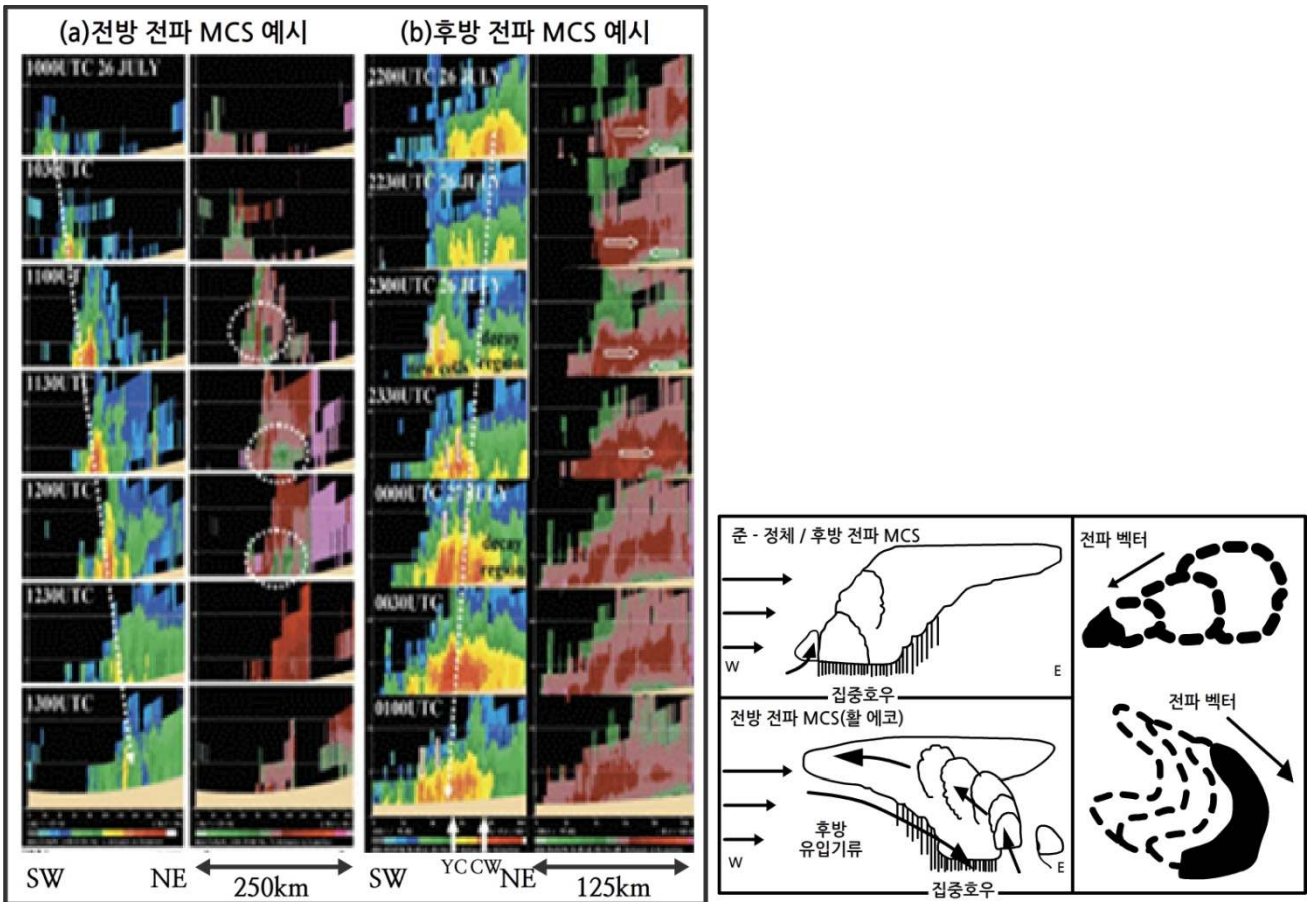 (a)전방 전파 MCS 예시
(b)후방 전파 MCS 예시
1000UTC 26 JULY
1030UTC
1100UT
1130UTC
1200UTC
1230UTC
1300UTC
SW
NE
250km
2200UTC 26 JULY
2230UTC 26 JULY
2300UTC 26 JULY
new cells
decay
region
2330UTC
0000UTC 27 JULY
decay
region
0030UTC
0100UTC
YC
CW
SW
NE
125km
준 - 정체 / 후방 전파 MCS
W
E
집중호우
전파 벡터
전방 전파 MCS(활 에코)
후방
유입기류
W
E
집중호우
전파 벡터